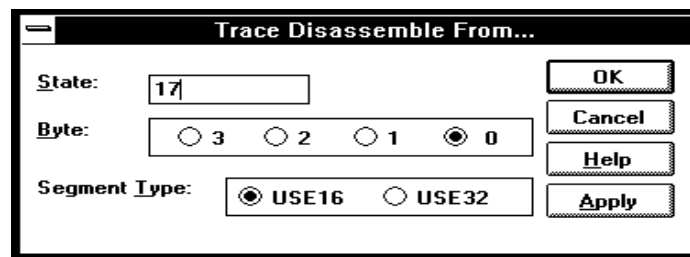 Trace Disassemble From...
State: 17 OK
Byte: 3 2 1 0 Cancel
Help
Segment Type: USE16 USE32 Apply